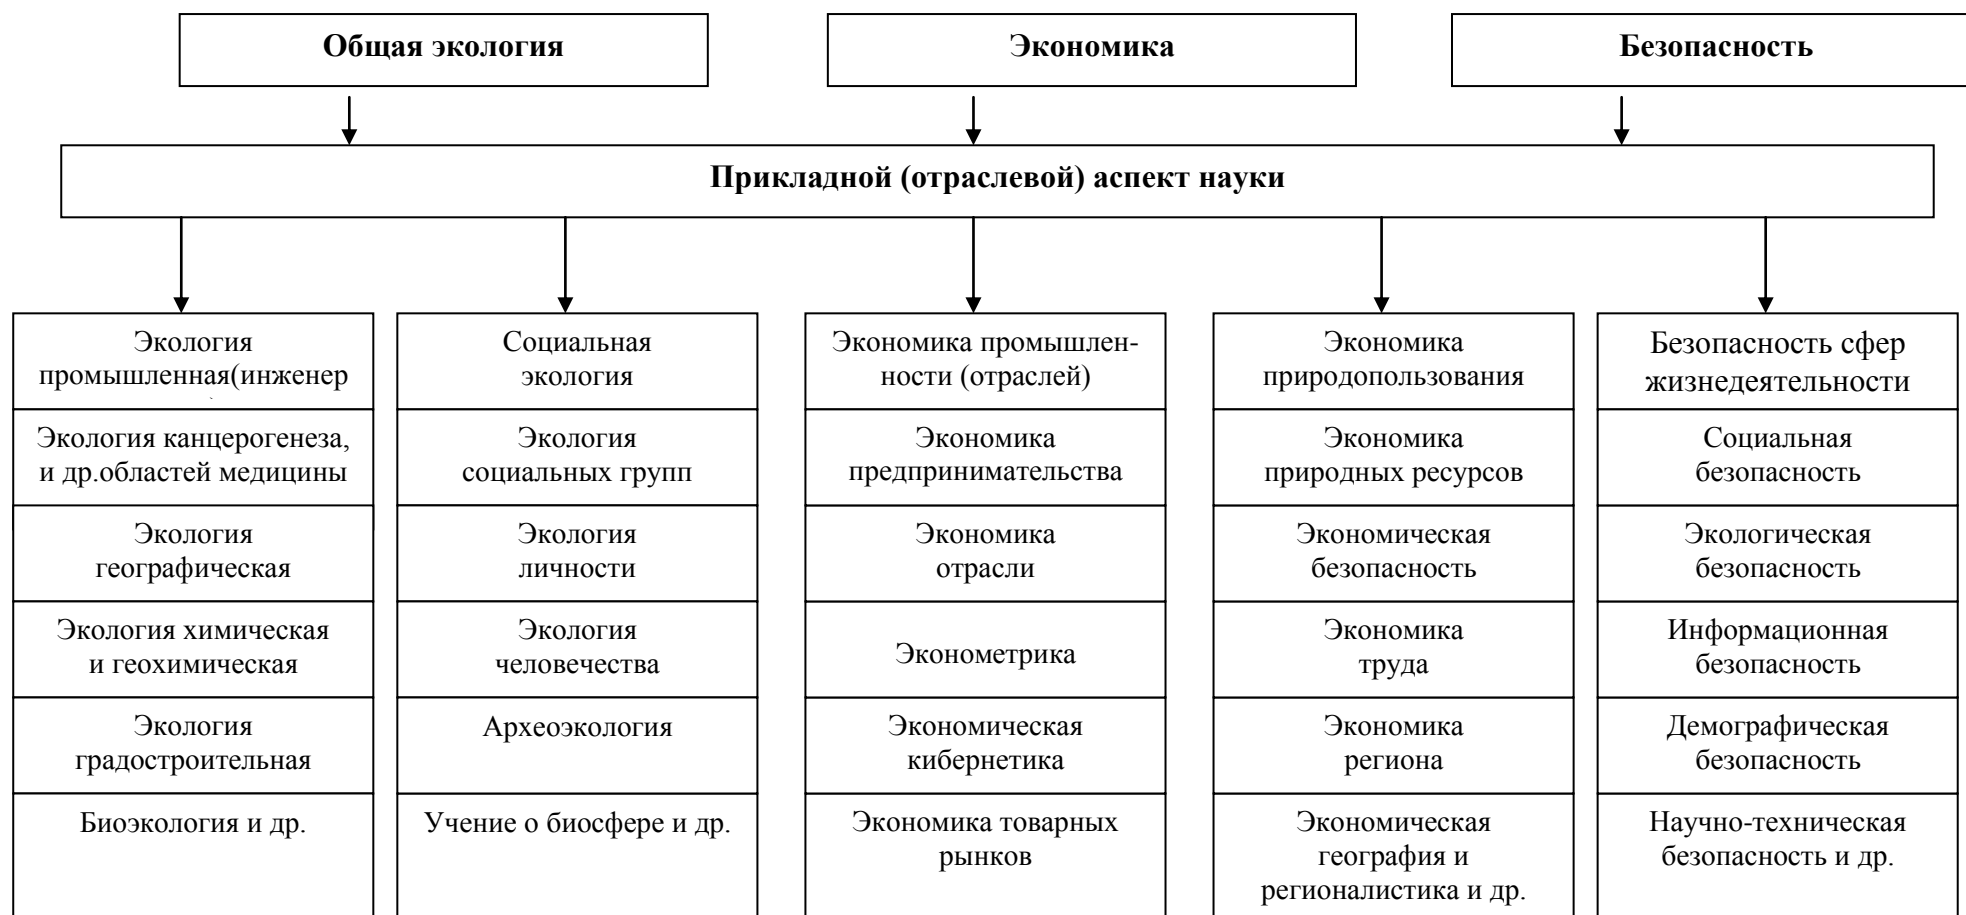 Общая экология
Экономика
Безопасность
Прикладной (отраслевой) аспект науки
Экология
промышленная(инженер
Экология канцерогенеза,
и др.областей медицины
Экология
географическая
Экология химическая
и геохимическая
Экология
градостроительная
Биоэкология и др.
Социальная
экология
Экология
социальных групп
Экология
личности
Экология
человечества
Археоэкология
Учение о биосфере и др.
Экономика промышлен-
ности (отраслей)
Экономика
предпринимательства
Экономика
отрасли
Эконометрика
Экономическая
кибернетика
Экономика товарных
рынков
Экономика
природопользования
Экономика
природных ресурсов
Экономическая
безопасность
Экономика
труда
Экономика
региона
Экономическая
география и
регионалистика и др.
Безопасность сфер
жизнедеятельности
Социальная
безопасность
Экологическая
безопасность
Информационная
безопасность
Демографическая
безопасность
Научно-техническая
безопасность и др.